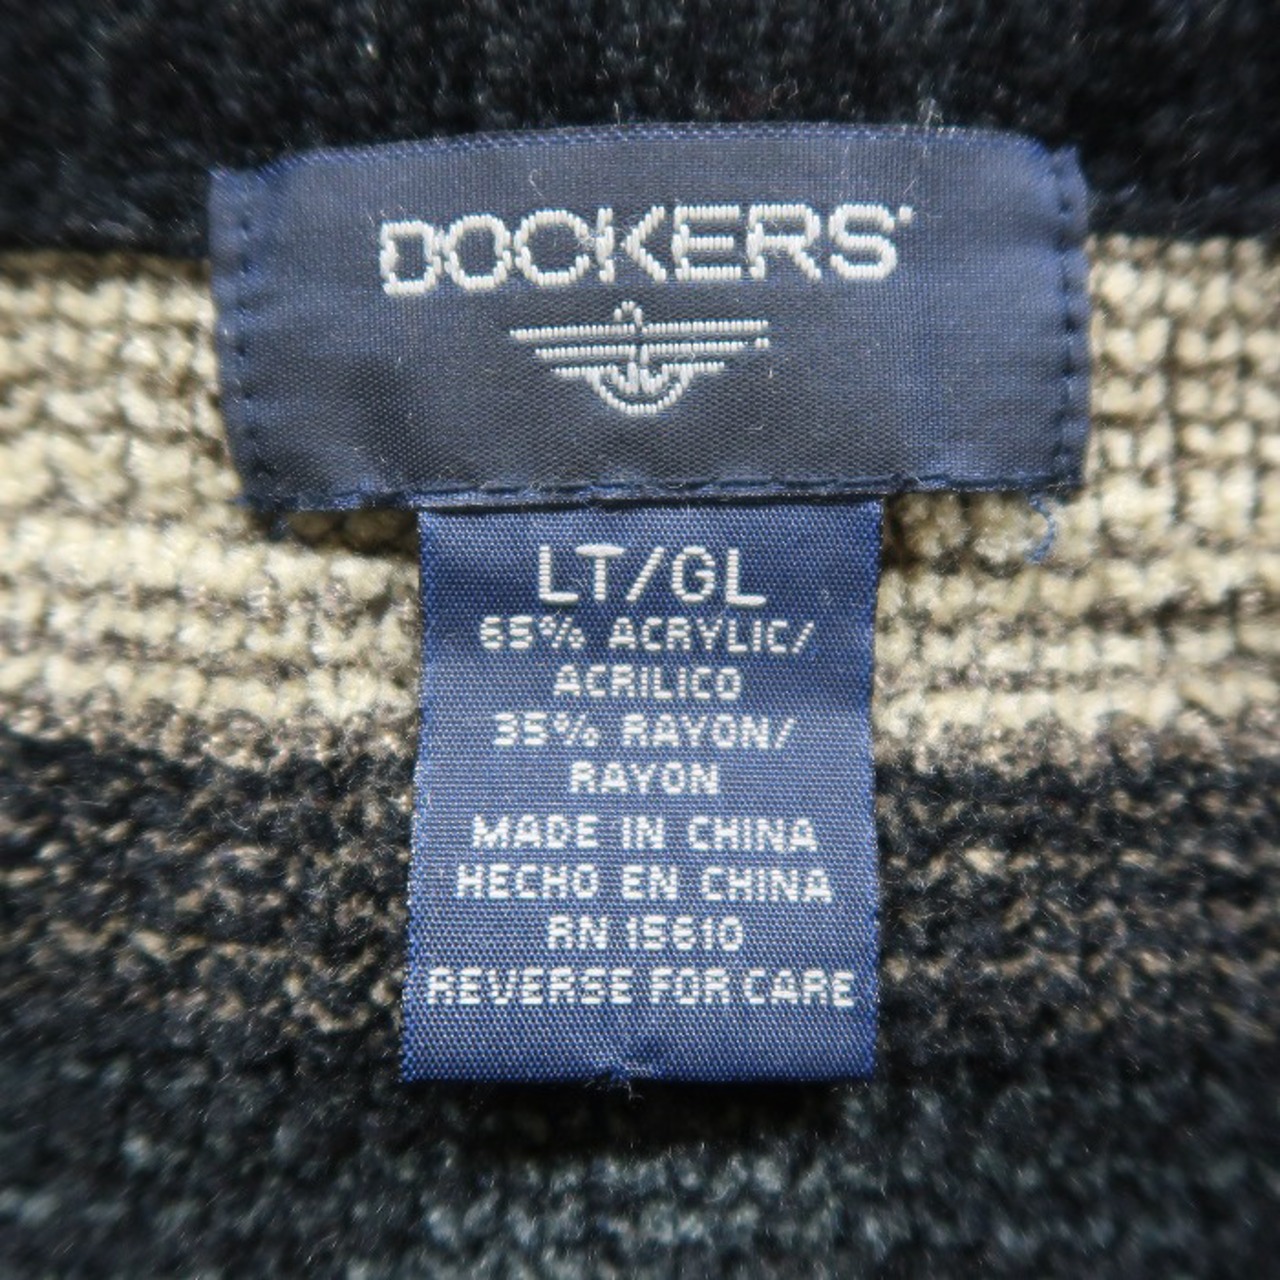 DOCKERS
LT/GL
65% ACRYLIC/
ACRILICO
35% RAYON/
RAYON
MADE IN CHINA
HECHO EN CHINA
RN 15610
REVERSE FOR CARE